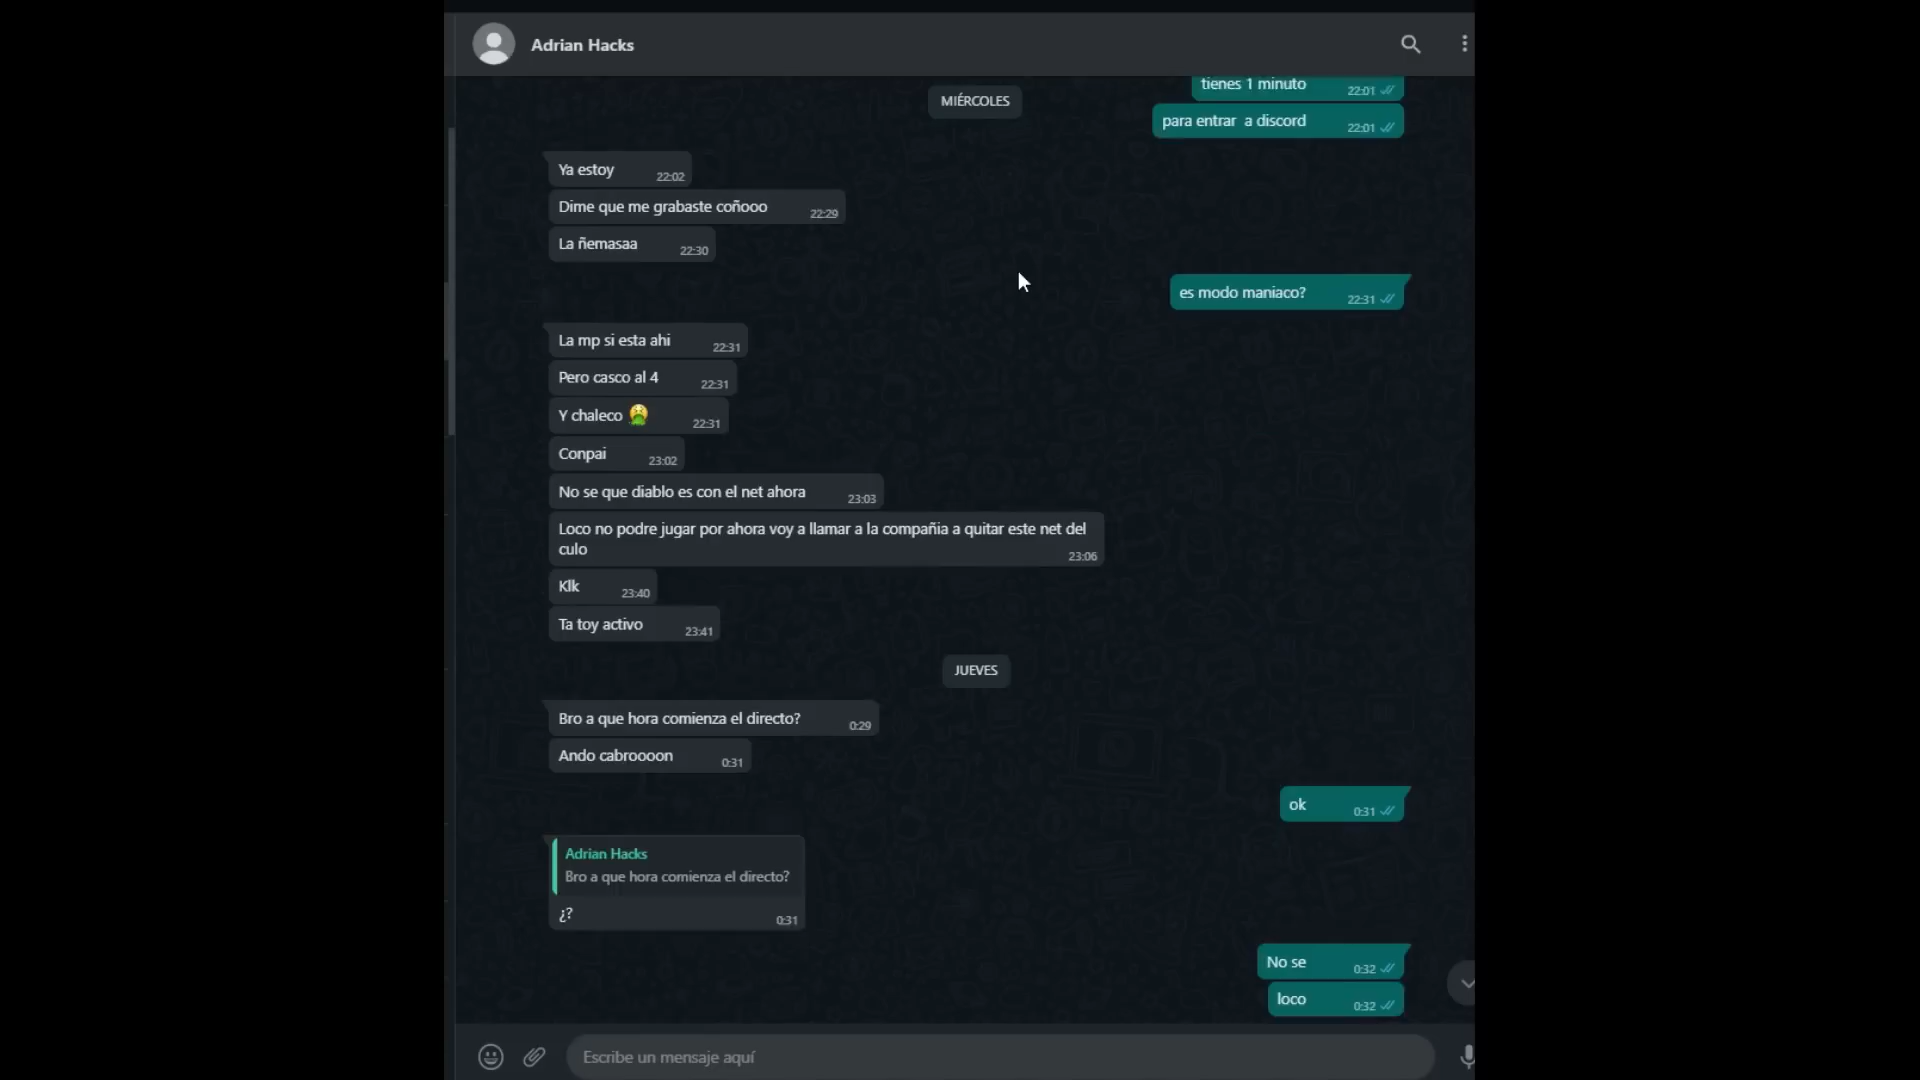 Adrian Hacks
tienes 1 minuto 22:01
MIÉRCOLES
para entrar a discord 22:01
Ya estoy 22:02
Dime que me grabaste coñooo 22:29
La ñemasaa 22:30
es modo maniaco? 22:31
La mp si esta ahi 22:31
Pero casco al 4 22:31
Y chaleco 🤮 22:31
Conpai 23:02
No se que diablo es con el net ahora 23:03
Loco no podre jugar por ahora voy a llamar a la compañia a quitar este net del
culo 23:06
Klk 23:40
Ta toy activo 23:41
JUEVES
Bro a que hora comienza el directo? 0:29
Ando cabroooon 0:31
ok 0:31
Adrian Hacks
Bro a que hora comienza el directo?
¿? 0:31
No se 0:32
loco 0:32
Escribe un mensaje aquí